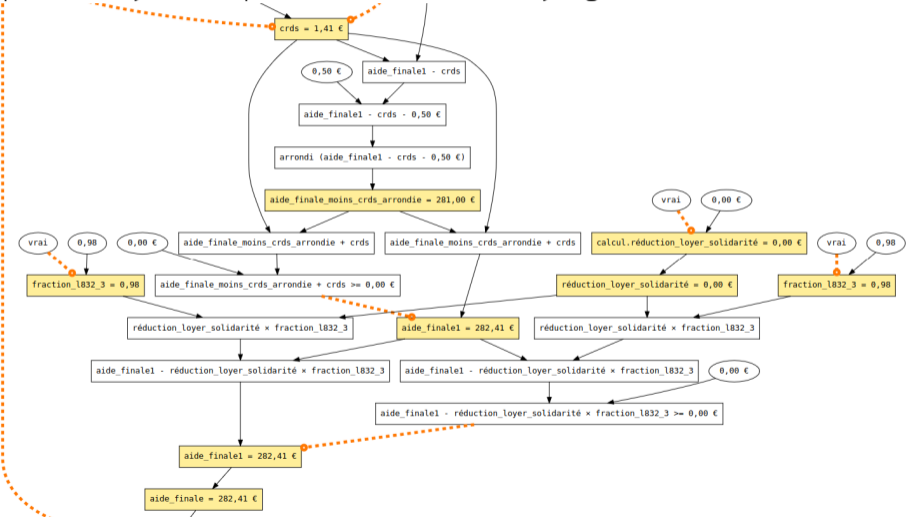 crds = 1,41 €
0,50 €
aide_finale1 - crds
aide_finale1 - crds - 0,50 €
arrondi (aide_finale1 - crds - 0,50 €)
aide_finale_moins_crds_arrondie = 281,00 €
vrai
0,00 €
vrai
0,98
0,00 €
aide_finale_moins_crds_arrondie + crds
aide_finale_moins_crds_arrondie + crds
calcul.réduction_loyer_solidarité = 0,00 €
vrai
0,98
fraction_l832_3 = 0,98
aide_finale_moins_crds_arrondie + crds >= 0,00 €
réduction_loyer_solidarité = 0,00 €
fraction_l832_3 = 0,98
réduction_loyer_solidarité × fraction_l832_3
aide_finale1 = 282,41 €
réduction_loyer_solidarité × fraction_l832_3
aide_finale1 - réduction_loyer_solidarité × fraction_l832_3
aide_finale1 - réduction_loyer_solidarité × fraction_l832_3
0,00 €
aide_finale1 - réduction_loyer_solidarité × fraction_l832_3 >= 0,00 €
aide_finale1 = 282,41 €
aide_finale = 282,41 €